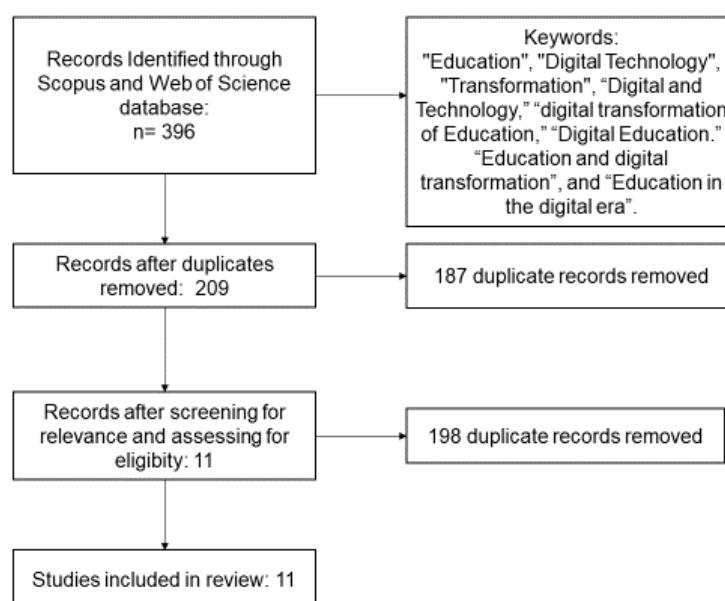 Records Identified through
Scopus and Web of Science
database:
n= 396
Keywords:
"Education", "Digital Technology",
"Transformation", “Digital and
Technology,” “digital transformation
of Education,” “Digital Education.”
“Education and digital
transformation”, and “Education in
the digital era”.
Records after duplicates
removed: 209
187 duplicate records removed
Records after screening for
relevance and assessing for
eligibity: 11
198 duplicate records removed
Studies included in review: 11